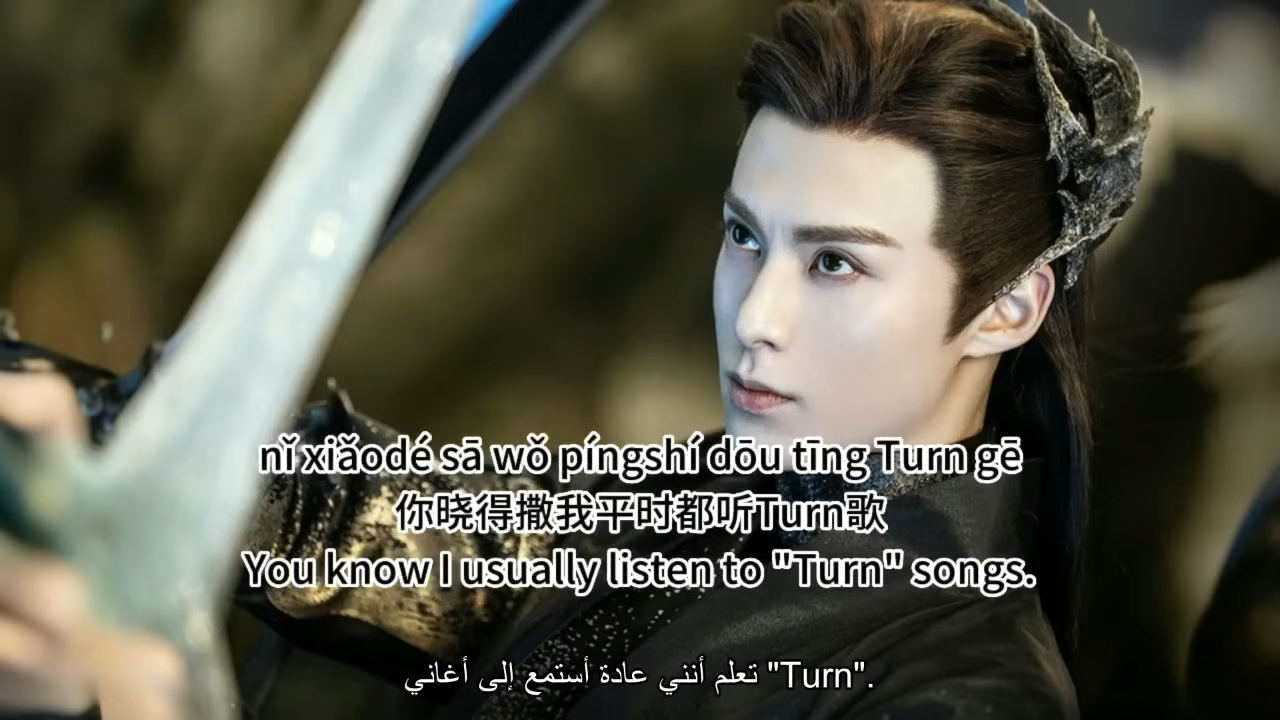 nǐ xiǎodé sā wǒ píngshí dōu tīng Turn gē
你晓得撒我平时都听Turn歌
You know I usually listen to "Turn" songs.
تعلم أنني عادة أستمع إلى أغاني "Turn".